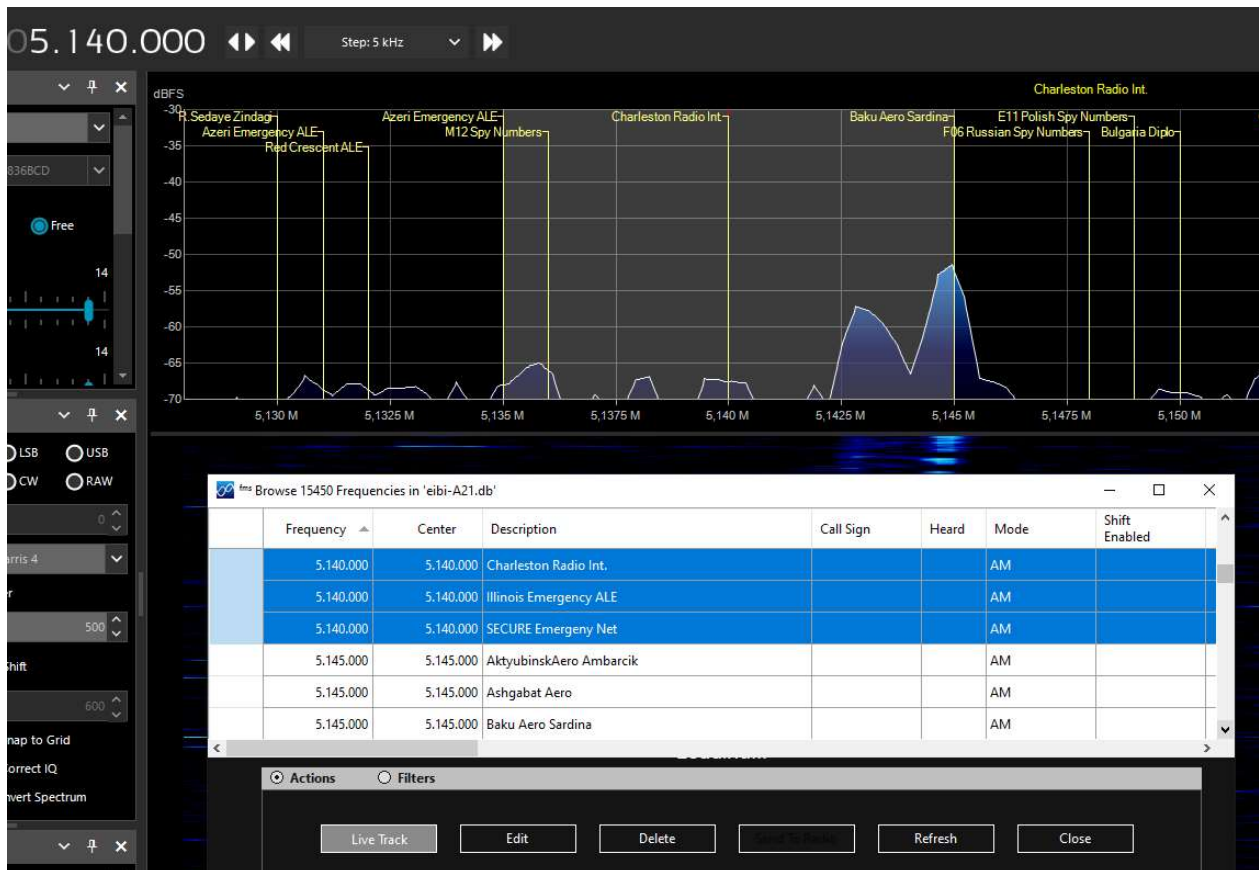 05.140.000
Step: 5 kHz
dBFS
Charleston Radio Int.
-30
R.Sedaye Zindagi
Azeri Emergency ALE
Charleston Radio Int.
Baku Aero Sardina
E11 Polish Spy Numbers
Azeri Emergency ALE
M12 Spy Numbers
F06 Russian Spy Numbers
Bulgaria Diplo
Red Crescent ALE
-35
-40
-45
-50
-55
-60
-65
-70
5,130 M
5,1325 M
5,135 M
5,1375 M
5,140 M
5,1425 M
5,145 M
5,1475 M
5,150 M
836BCD
Free
14
14
LSB
USB
CW
RAW
0
arris 4
500
Shift
600
nap to Grid
orrect IQ
nvert Spectrum
fms Browse 15450 Frequencies in 'eibi-A21.db'
Frequency Center Description Call Sign Heard Mode Shift Enabled
5.140.000 5.140.000 Charleston Radio Int. AM
5.140.000 5.140.000 Illinois Emergency ALE AM
5.140.000 5.140.000 SECURE Emergeny Net AM
5.145.000 5.145.000 AktyubinskAero Ambarcik AM
5.145.000 5.145.000 Ashgabat Aero AM
5.145.000 5.145.000 Baku Aero Sardina AM
Actions Filters
Live Track Edit Delete Refresh Close